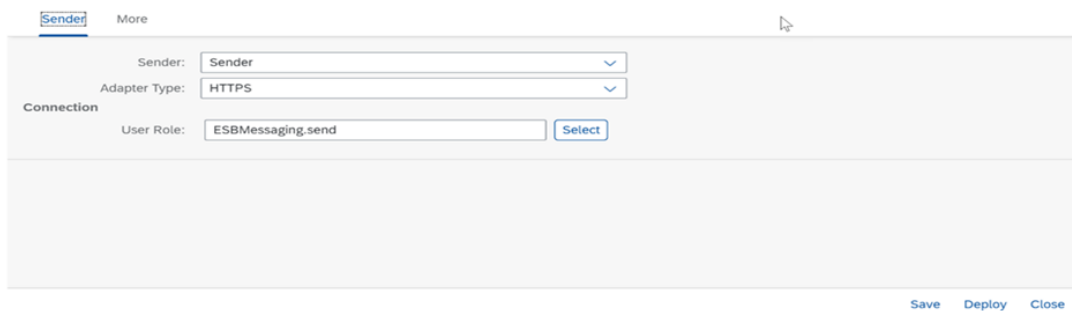 Sender More
Sender: Sender
Adapter Type: HTTPS
Connection
User Role: ESBMessaging.send Select
Save Deploy Close